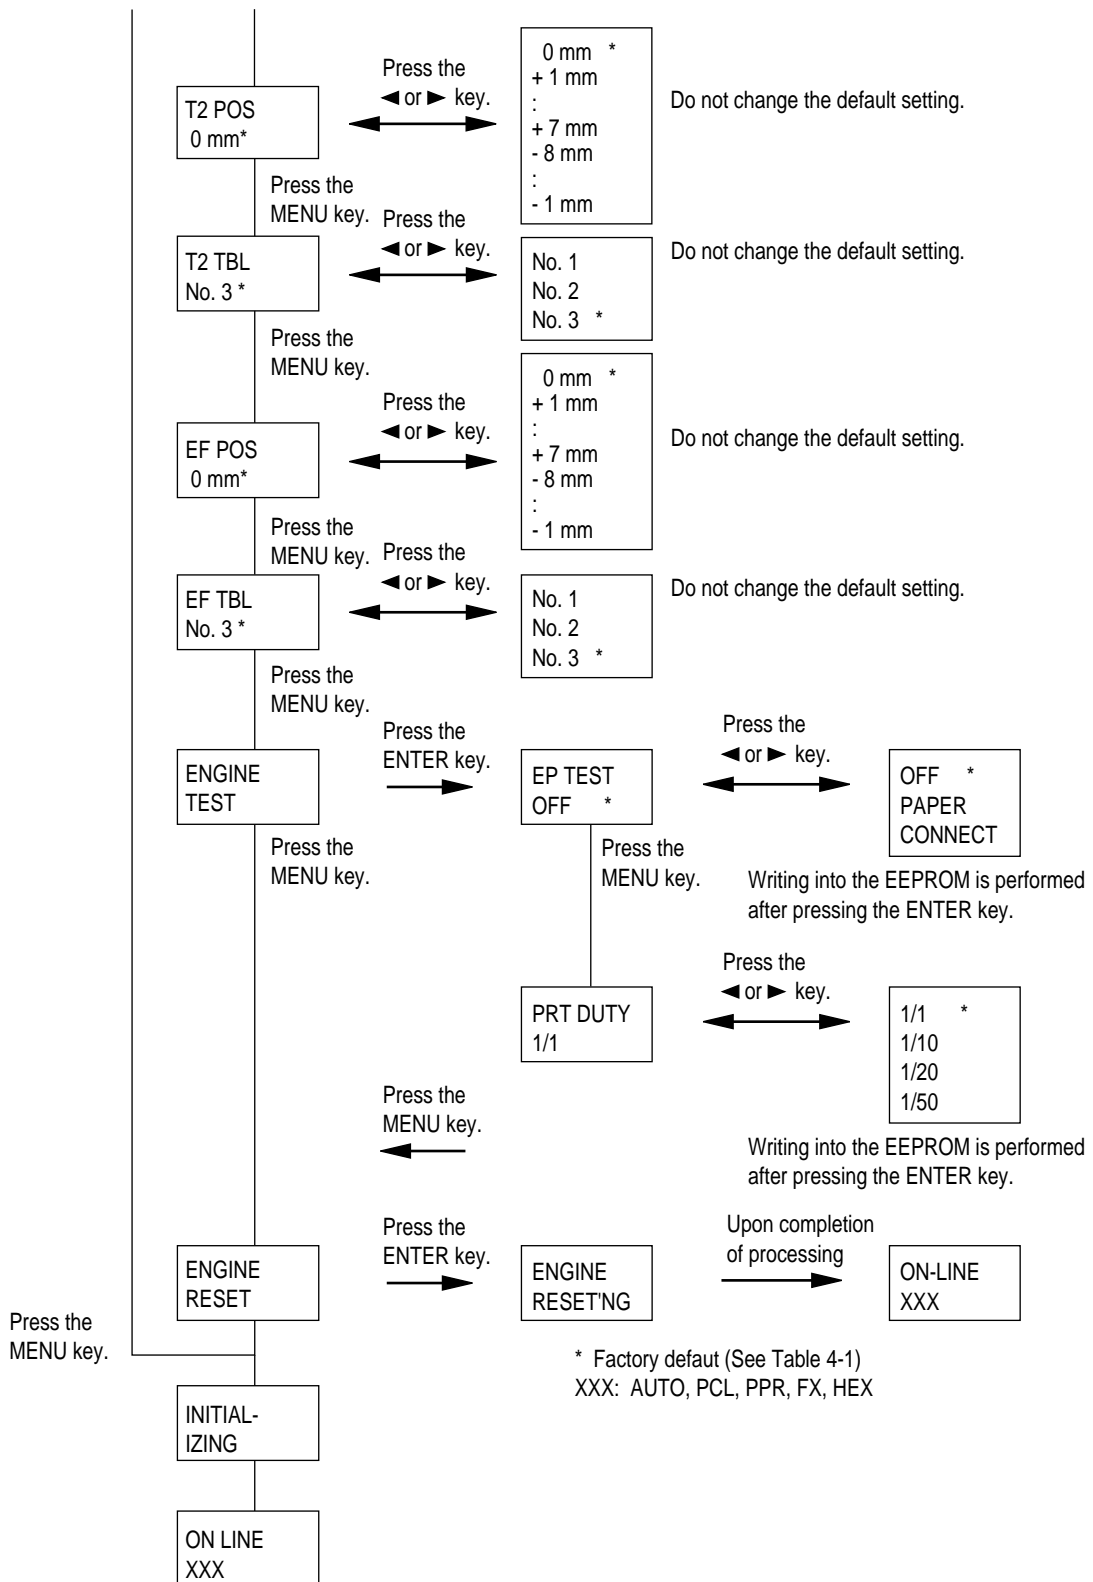 Press the
◄ or ► key.
T2 POS
0 mm*
0 mm *
+ 1 mm
:
+ 7 mm
- 8 mm
:
- 1 mm
Do not change the default setting.
Press the
MENU key.
Press the
◄ or ► key.
T2 TBL
No. 3 *
No. 1
No. 2
No. 3 *
Do not change the default setting.
Press the
MENU key.
Press the
◄ or ► key.
EF POS
0 mm*
0 mm *
+ 1 mm
:
+ 7 mm
- 8 mm
:
- 1 mm
Do not change the default setting.
Press the
MENU key.
Press the
◄ or ► key.
EF TBL
No. 3 *
No. 1
No. 2
No. 3 *
Do not change the default setting.
Press the
MENU key.
ENGINE
TEST
Press the
ENTER key.
EP TEST
OFF *
Press the
◄ or ► key.
OFF *
PAPER
CONNECT
Press the
MENU key.
Press the
MENU key.
Writing into the EEPROM is performed
after pressing the ENTER key.
PRT DUTY
1/1
Press the
◄ or ► key.
1/1 *
1/10
1/20
1/50
Press the
MENU key.
Writing into the EEPROM is performed
after pressing the ENTER key.
ENGINE
RESET
Press the
ENTER key.
ENGINE
RESET'NG
Upon completion
of processing
ON-LINE
XXX
Press the
MENU key.
* Factory defaut (See Table 4-1)
XXX: AUTO, PCL, PPR, FX, HEX
INITIAL-
IZING
ON LINE
XXX